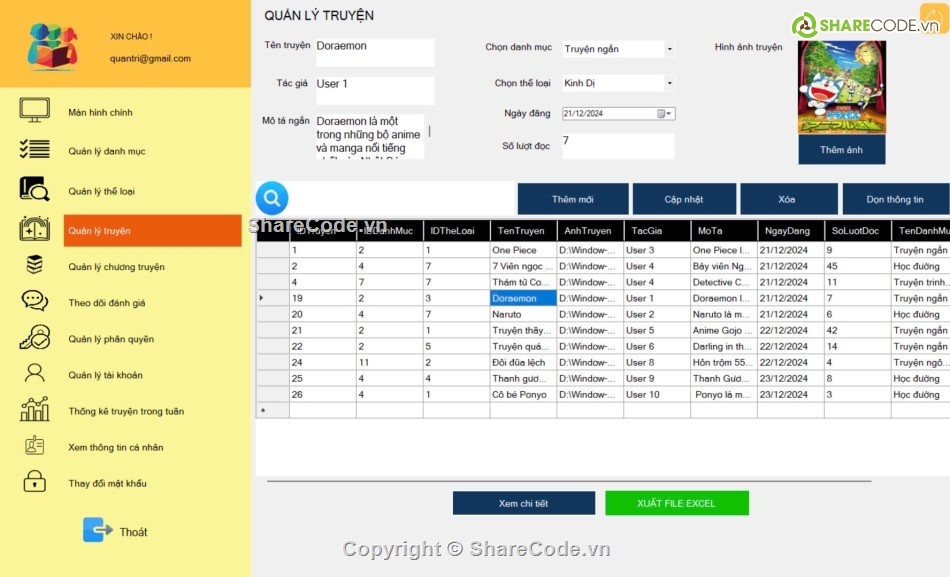 QUẢN LÝ TRUYỆN
SHARECODE.vn
XIN CHÀO !
quantri@gmail.com
Tên truyện Doraemon
Chọn danh mục Truyện ngắn
Hình ảnh truyện
Tác giả User 1
Chọn thể loại Kinh Dị
Mô tả ngắn Doraemon là một
trong những bộ anime
và manga nổi tiếng
Ngày đăng 21/12/2024
Số lượt đọc 7
Thêm ảnh
Màn hình chính
Quản lý danh mục
Quản lý thể loại
Quản lý truyện
Quản lý chương truyện
Theo dõi đánh giá
Quản lý phân quyền
Quản lý tài khoản
Thống kê truyện trong tuần
Xem thông tin cá nhân
Thay đổi mật khẩu
Thoát
Thêm mới Cập nhật Xóa Dọn thông tin
ShareCode.vn
IDTruyen IDDanhMuc IDTheLoai TenTruyen AnhTruyen TacGia MoTa NgayDang SoLuotDoc TenDanhMu
1 2 1 One Piece D:\Window-... User 3 One Piece l... 21/12/2024 9 Truyện ngắn
2 4 7 7 Viên ngọc ... D:\Window-... User 4 Bảy viên Ng... 21/12/2024 45 Học đường
4 7 7 Thám tử Co... D:\Window-... User 4 Detective C... 21/12/2024 11 Truyện trinh...
19 2 3 Doraemon D:\Window-... User 1 Doraemon l... 21/12/2024 7 Truyện ngắn
20 4 7 Naruto D:\Window-... User 2 Naruto là m... 21/12/2024 6 Học đường
21 2 1 Truyện thầy... D:\Window-... User 5 Anime Gojo ... 22/12/2024 42 Truyện ngắn
22 2 5 Truyện quả... D:\Window-... User 6 Darling in th... 22/12/2024 14 Truyện ngắn
24 11 2 Đôi đũa lệch D:\Window-... User 8 Hôn trộm 55... 22/12/2024 4 Truyện ngô...
25 4 4 Thanh gươ... D:\Window-... User 9 Thanh Gươ... 23/12/2024 8 Học đường
26 4 1 Cô bé Ponyo D:\Window-... User 10 Ponyo là m... 23/12/2024 3 Học đường
Xem chi tiết XUẤT FILE EXCEL
Copyright © ShareCode.vn